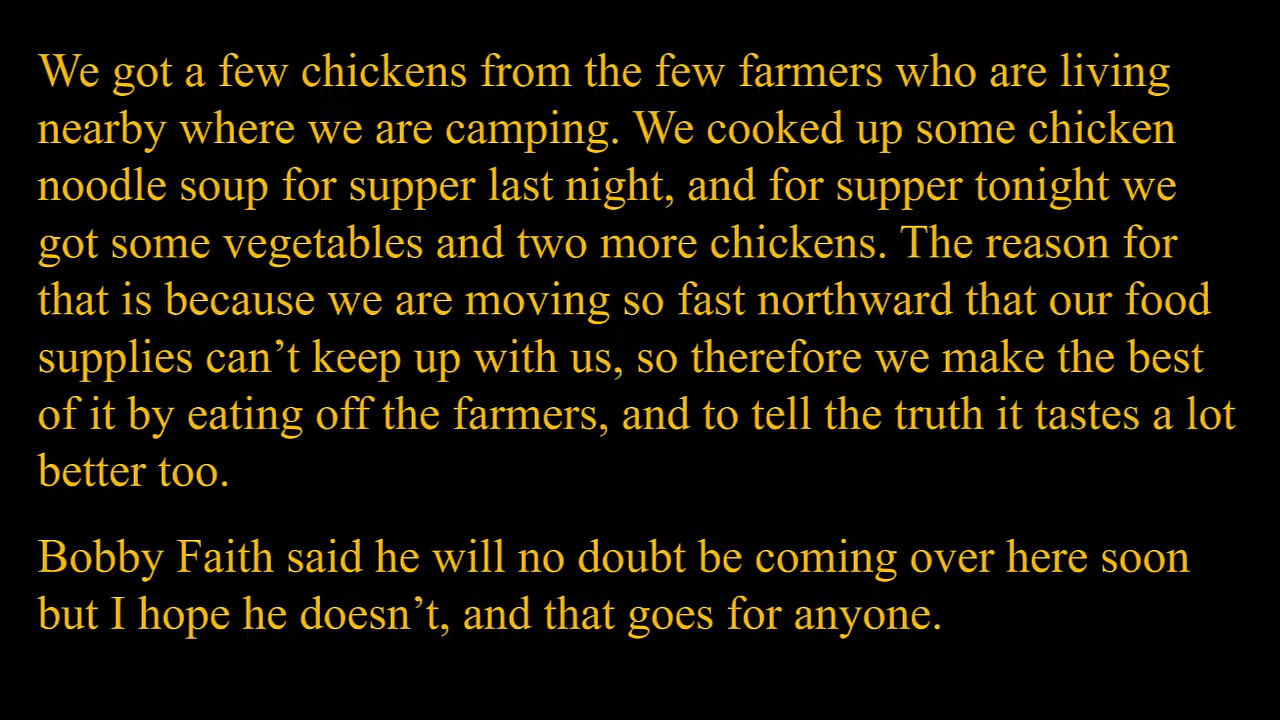 We got a few chickens from the few farmers who are living
nearby where we are camping. We cooked up some chicken
noodle soup for supper last night, and for supper tonight we
got some vegetables and two more chickens. The reason for
that is because we are moving so fast northward that our food
supplies can’t keep up with us, so therefore we make the best
of it by eating off the farmers, and to tell the truth it tastes a lot
better too.
Bobby Faith said he will no doubt be coming over here soon
but I hope he doesn’t, and that goes for anyone.